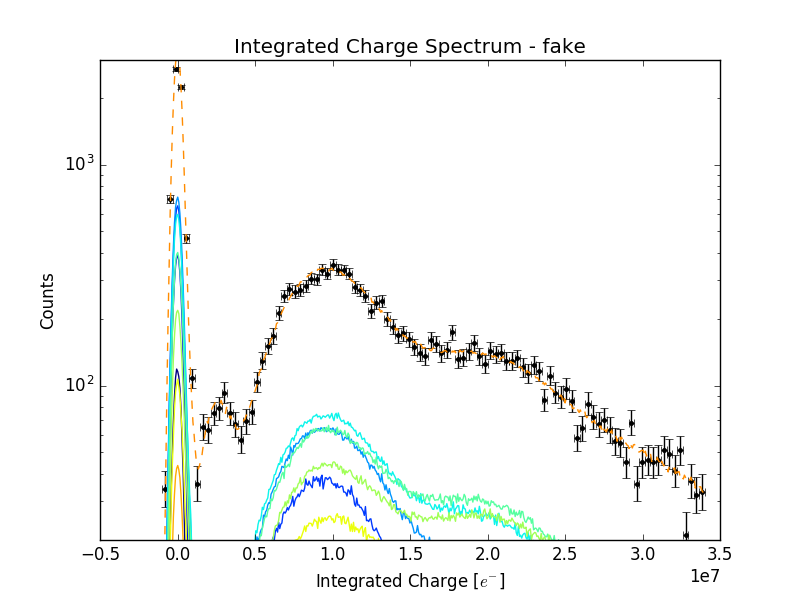 Integrated Charge Spectrum - fake
10³
10²
Counts
−0.5 0.0 0.5 1.0 1.5 2.0 2.5 3.0 3.5
1e7
Integrated Charge [e⁻]